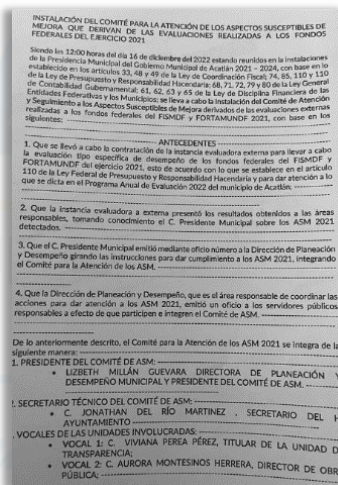 INSTALACIÓN DEL COMITÉ PARA LA ATENCIÓN DE LOS ASPECTOS SUSCEPTIBLES DE
MEJORA QUE DERIVAN DE LAS EVALUACIONES REALIZADAS A LOS FONDOS
FEDERALES DEL EJERCICIO 2021
Siendo las 12:00 horas del día 16 de diciembre del 2022 estando reunidos en la instalaciones
de la Presidencia Municipal del Gobierno Municipal de Acatlán 2021 - 2024, con base en lo
establecido en los artículos 33, 48 y 49 de la Ley de Coordinación Fiscal; 74, 85, 110 y 110
de la Ley de Presupuesto y Responsabilidad Hacendaria; 68, 71, 72, 79 y 80 de la Ley General
de Contabilidad Gubernamental; 61, 62, 63 y 65 de la Ley de Disciplina Financiera de las
Entidades Federativas y los Municipios; se lleva a cabo la instalación del Comité de Atención
y Seguimiento a los Aspectos Susceptibles de Mejora derivados de las evaluaciones externas
realizadas a los fondos federales del FISMDF y FORTAMUNDF 2021, con base en los
siguientes: ----------
---------- ANTECEDENTES ----------
1. Que se llevó a cabo la contratación de la instancia evaluadora externa para llevar a cabo
la evaluación tipo específica de desempeño de los fondos federales del FISMDF y
FORTAMUNDF del ejercicio 2021, esto de acuerdo con lo que se establece en el artículo
110 de la Ley Federal de Presupuesto y Responsabilidad Hacendaria y para dar atención a lo
que se dicta en el Programa Anual de Evaluación 2022 del municipio de Acatlán. ----------
2. Que la instancia evaluadora a externa presentó los resultados obtenidos a las áreas
responsables, tomando conocimiento el C. Presidente Municipal sobre los ASM 2021
detectados. ----------
3. Que el C. Presidente Municipal emitió mediante oficio número a la Dirección de Planeación
y Desempeño girando las instrucciones para dar cumplimiento a los ASM 2021, integrando
el Comité para la Atención de los ASM. ----------
4. Que la Dirección de Planeación y Desempeño, que es el área responsable de coordinar las
acciones para dar atención a los ASM 2021, emitió un oficio a los servidores públicos
responsables a efecto de que participen e integren el Comité de ASM. ----------
De lo anteriormente descrito, el Comité para la Atención de los ASM 2021 se integra de la
siguiente manera: ----------
1. PRESIDENTE DEL COMITÉ DE ASM: ----------
• LIZBETH MILLÁN GUEVARA DIRECTORA DE PLANEACIÓN Y
DESEMPEÑO MUNICIPAL Y PRESIDENTE DEL COMITÉ DE ASM. ----------
2. SECRETARIO TÉCNICO DEL COMITÉ DE ASM: ----------
• C. JONATHAN DEL RÍO MARTINEZ , SECRETARIO DEL H
AYUNTAMIENTO ----------
. VOCALES DE LAS UNIDADES INVOLUCRADAS: ----------
• VOCAL 1: C. VIVIANA PEREA PÉREZ, TITULAR DE LA UNIDAD D
TRANSPARENCIA; ----------
• VOCAL 2: C. AURORA MONTESINOS HERRERA, DIRECTOR DE OBR
PÚBLICA; ----------